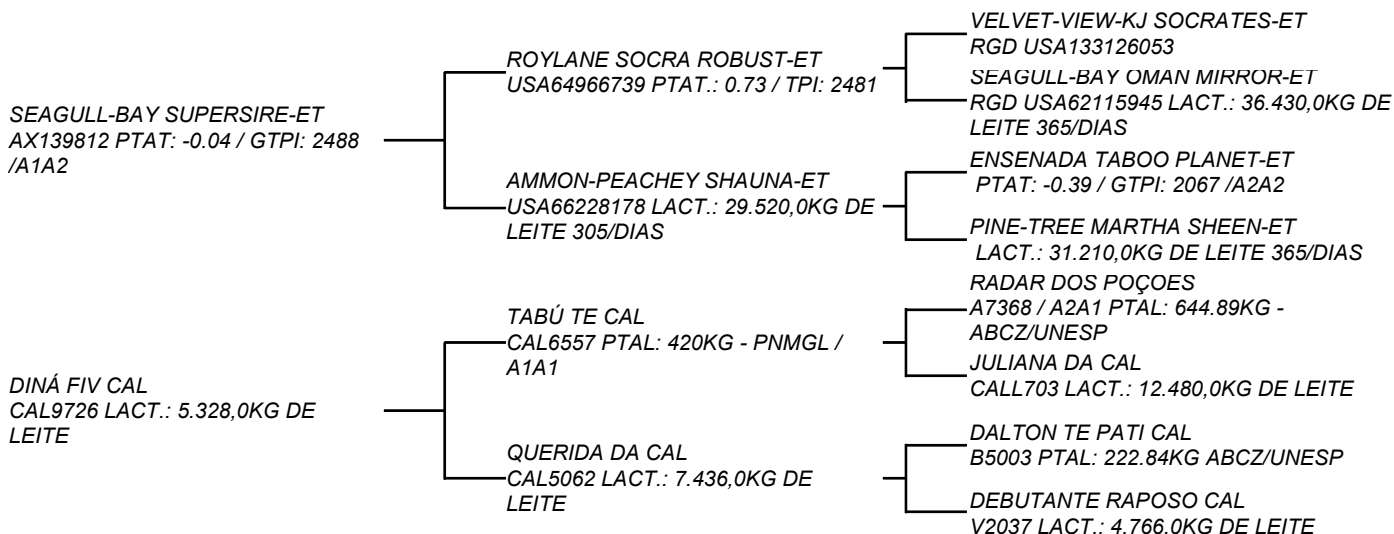 SEAGULL-BAY SUPERSIRE-ET
AX139812 PTAT: -0.04 / GTPI: 2488
/A1A2
ROYLANE SOCRA ROBUST-ET
USA64966739 PTAT.: 0.73 / TPI: 2481
VELVET-VIEW-KJ SOCRATES-ET
RGD USA133126053
SEAGULL-BAY OMAN MIRROR-ET
RGD USA62115945 LACT.: 36.430,0KG DE
LEITE 365/DIAS
AMMON-PEACHEY SHAUNA-ET
USA66228178 LACT.: 29.520,0KG DE
LEITE 305/DIAS
ENSENADA TABOO PLANET-ET
PTAT: -0.39 / GTPI: 2067 /A2A2
PINE-TREE MARTHA SHEEN-ET
LACT.: 31.210,0KG DE LEITE 365/DIAS
DINÁ FIV CAL
CAL9726 LACT.: 5.328,0KG DE
LEITE
TABÚ TE CAL
CAL6557 PTAL: 420KG - PNMGL /
A1A1
RADAR DOS POÇOES
A7368 / A2A1 PTAL: 644.89KG -
ABCZ/UNESP
JULIANA DA CAL
CALL703 LACT.: 12.480,0KG DE LEITE
QUERIDA DA CAL
CAL5062 LACT.: 7.436,0KG DE
LEITE
DALTON TE PATI CAL
B5003 PTAL: 222.84KG ABCZ/UNESP
DEBUTANTE RAPOSO CAL
V2037 LACT.: 4.766.0KG DE LEITE